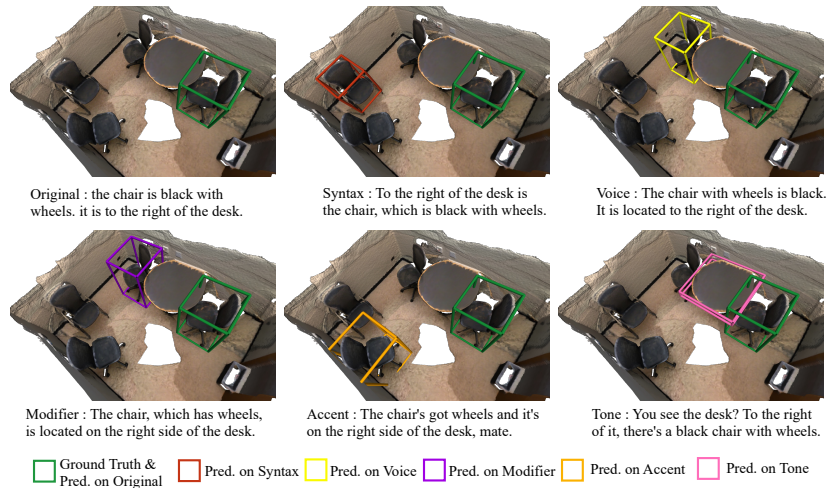 Original : the chair is black with
wheels. it is to the right of the desk.
Syntax : To the right of the desk is
the chair, which is black with wheels.
Voice : The chair with wheels is black.
It is located to the right of the desk.
Modifier : The chair, which has wheels,
is located on the right side of the desk.
Accent : The chair's got wheels and it's
on the right side of the desk, mate.
Tone : You see the desk? To the right
of it, there's a black chair with wheels.
Ground Truth &
Pred. on Original
Pred. on Syntax
Pred. on Voice
Pred. on Modifier
Pred. on Accent
Pred. on Tone